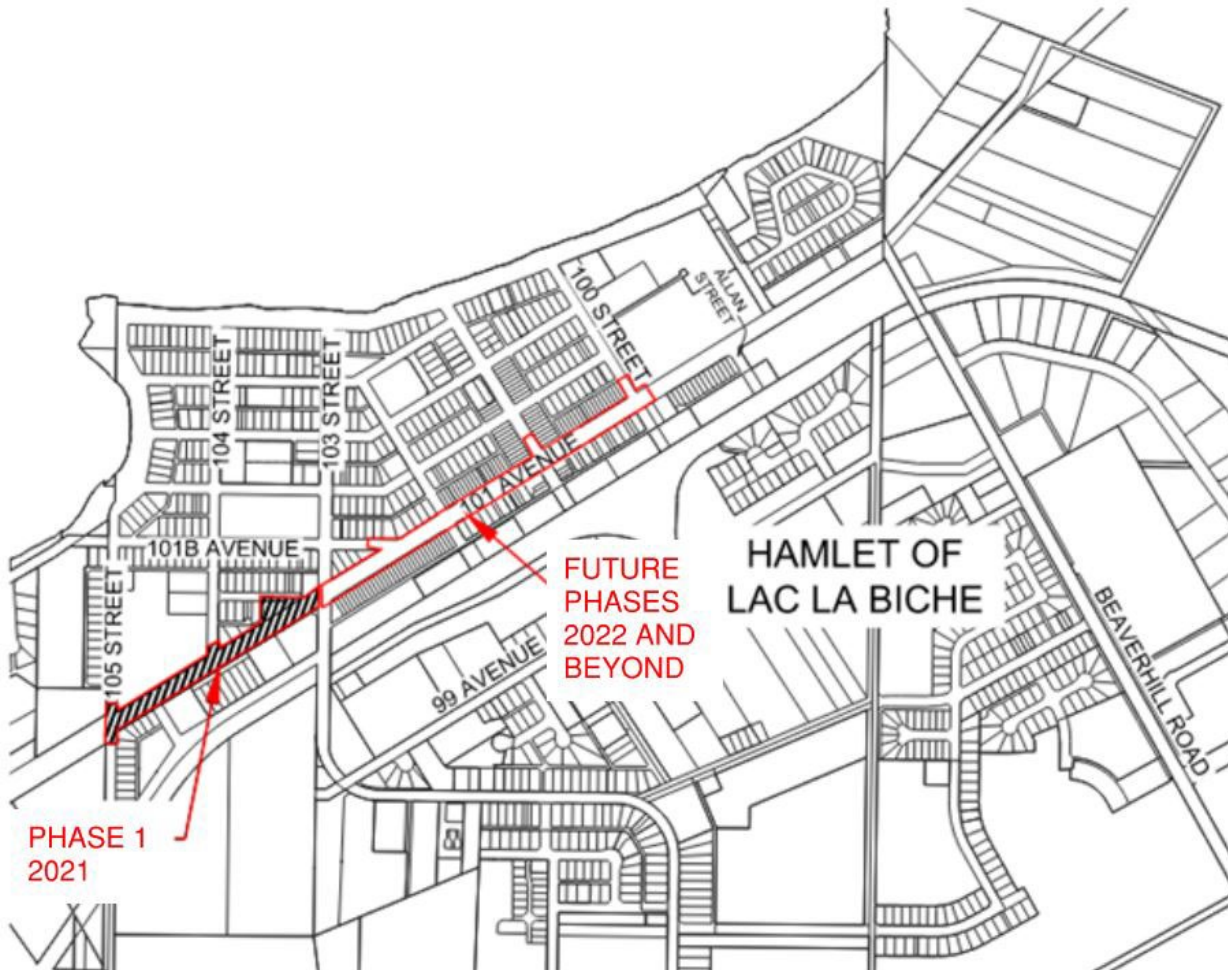 100 STREET
ALLAN
STREET
104 STREET
103 STREET
101 AVENUE
101B AVENUE
105 STREET
FUTURE
PHASES
2022 AND
BEYOND
HAMLET OF
LAC LA BICHE
99 AVENUE
BEAVERHILL ROAD
PHASE 1
2021